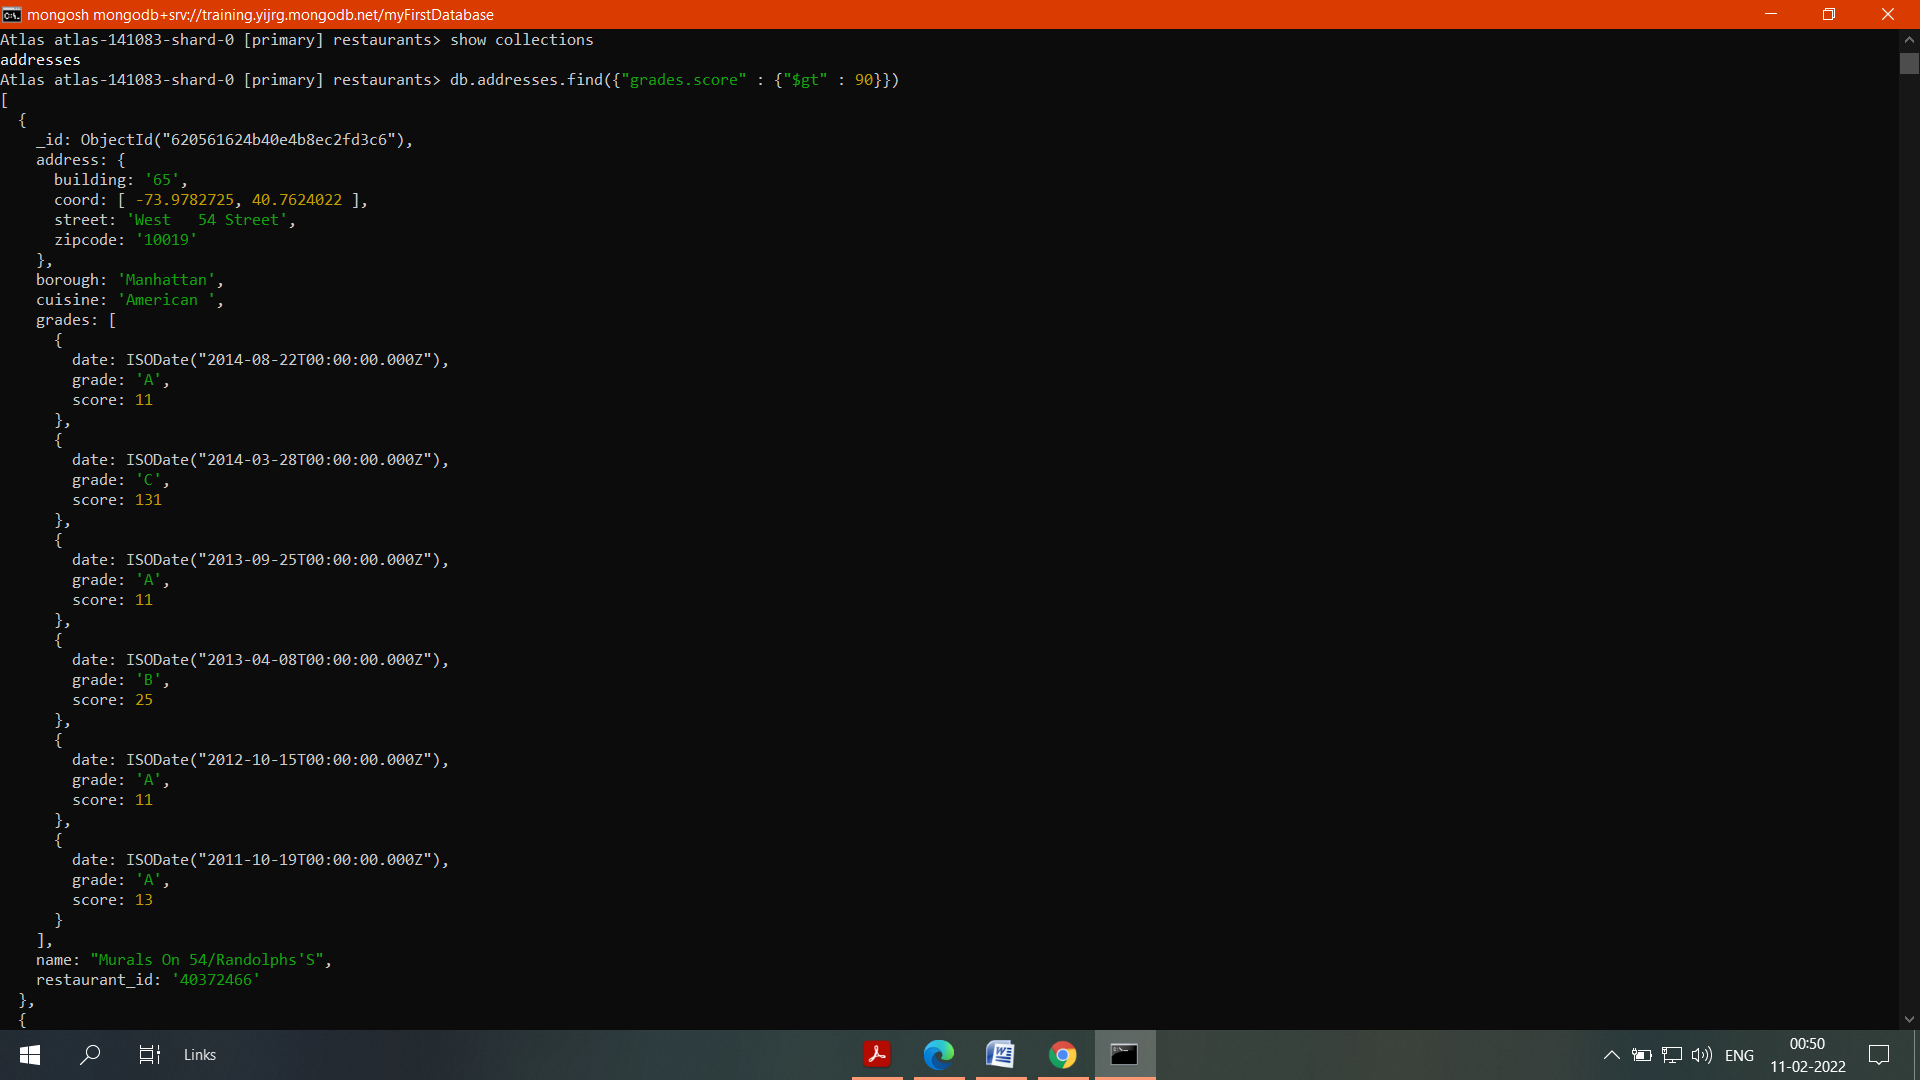 mongosh mongodb+srv://training.yijrg.mongodb.net/myFirstDatabase
Atlas atlas-141083-shard-0 [primary] restaurants> show collections
addresses
Atlas atlas-141083-shard-0 [primary] restaurants> db.addresses.find({"grades.score" : {"$gt" : 90}})
[
  {
    _id: ObjectId("620561624b40e4b8ec2fd3c6"),
    address: {
      building: '65',
      coord: [ -73.9782725, 40.7624022 ],
      street: 'West   54 Street',
      zipcode: '10019'
    },
    borough: 'Manhattan',
    cuisine: 'American ',
    grades: [
      {
        date: ISODate("2014-08-22T00:00:00.000Z"),
        grade: 'A',
        score: 11
      },
      {
        date: ISODate("2014-03-28T00:00:00.000Z"),
        grade: 'C',
        score: 131
      },
      {
        date: ISODate("2013-09-25T00:00:00.000Z"),
        grade: 'A',
        score: 11
      },
      {
        date: ISODate("2013-04-08T00:00:00.000Z"),
        grade: 'B',
        score: 25
      },
      {
        date: ISODate("2012-10-15T00:00:00.000Z"),
        grade: 'A',
        score: 11
      },
      {
        date: ISODate("2011-10-19T00:00:00.000Z"),
        grade: 'A',
        score: 13
      }
    ],
    name: "Murals On 54/Randolphs'S",
    restaurant_id: '40372466'
  },
  {
Links
ENG
00:50
11-02-2022